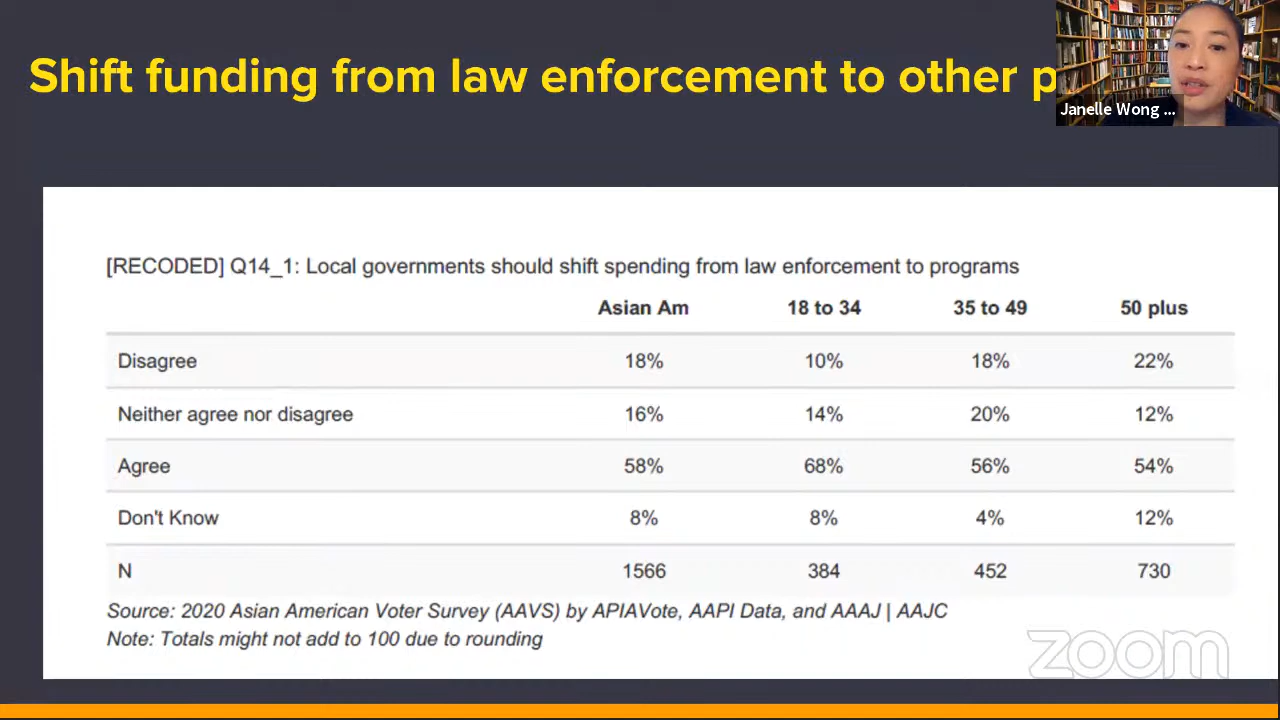 Shift funding from law enforcement to other p
Janelle Wong ...
[RECODED] Q14_1: Local governments should shift spending from law enforcement to programs
Asian Am 18 to 34 35 to 49 50 plus
Disagree 18% 10% 18% 22%
Neither agree nor disagree 16% 14% 20% 12%
Agree 58% 68% 56% 54%
Don't Know 8% 8% 4% 12%
N 1566 384 452 730
Source: 2020 Asian American Voter Survey (AAVS) by APIAVote, AAPI Data, and AAAJ | AAJC
Note: Totals might not add to 100 due to rounding
zoom